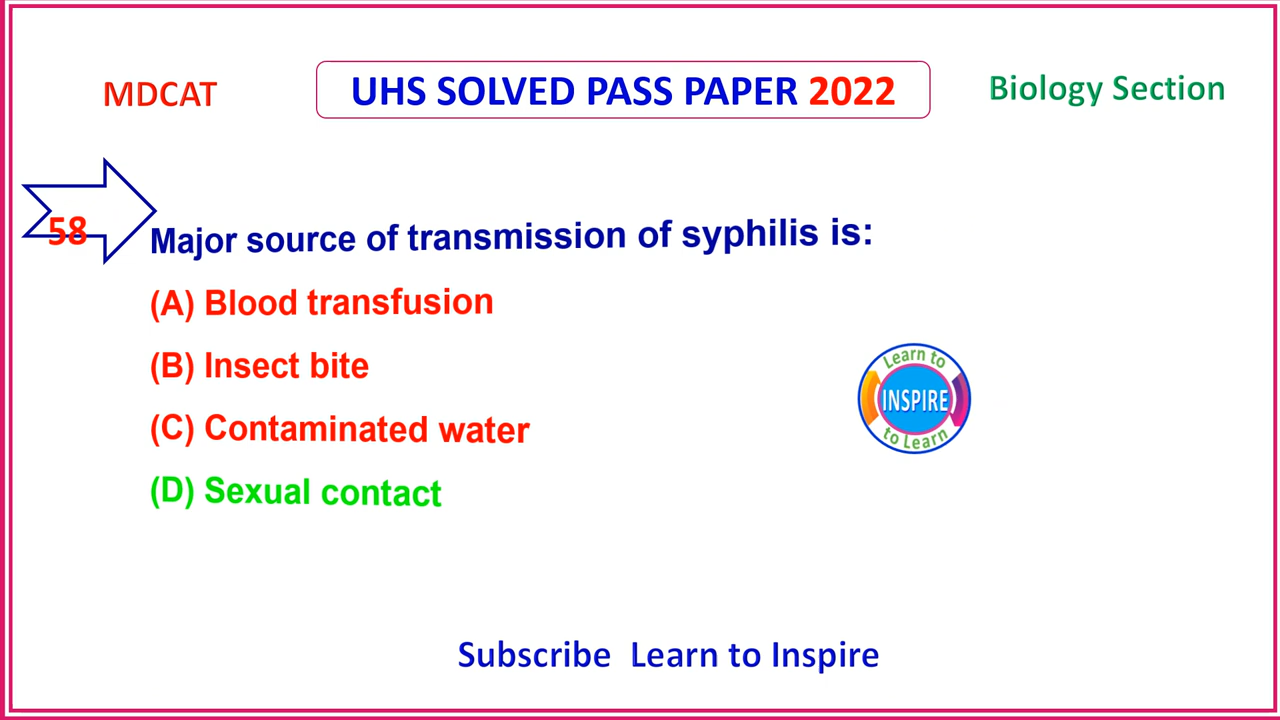 MDCAT
UHS SOLVED PASS PAPER 2022
Biology Section
58
Major source of transmission of syphilis is:
(A) Blood transfusion
(B) Insect bite
(C) Contaminated water
(D) Sexual contact
Learn to
INSPIRE
to Learn
Subscribe Learn to Inspire